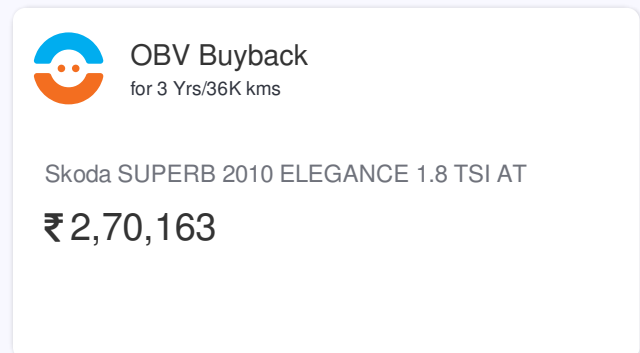 OBV Buyback
for 3 Yrs/36K kms
Skoda SUPERB 2010 ELEGANCE 1.8 TSI AT
₹ 2,70,163